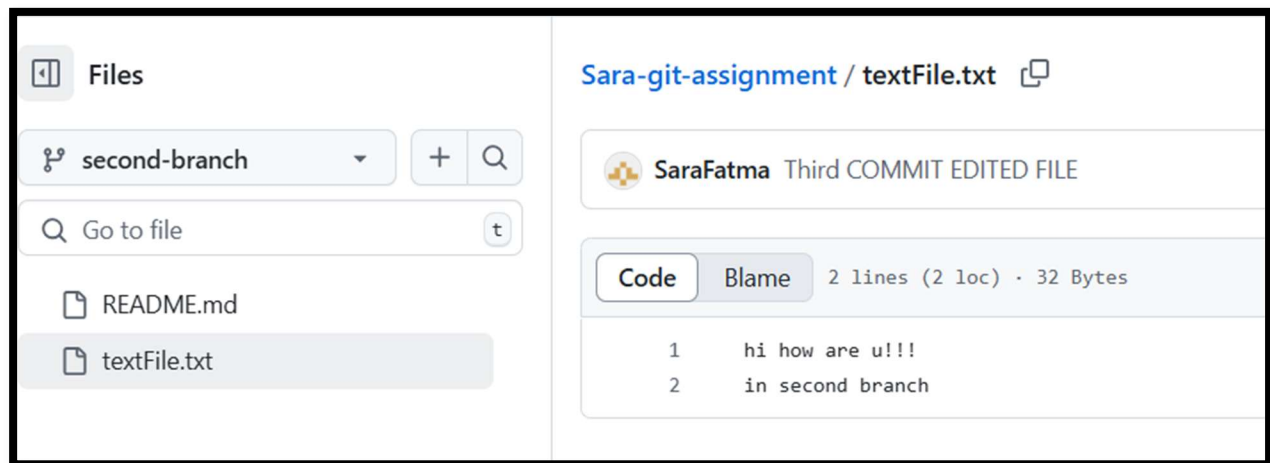 Files
second-branch
Go to file
t
README.md
textFile.txt
Sara-git-assignment / textFile.txt
SaraFatma Third COMMIT EDITED FILE
Code Blame 2 lines (2 loc) · 32 Bytes
1 hi how are u!!!
2 in second branch